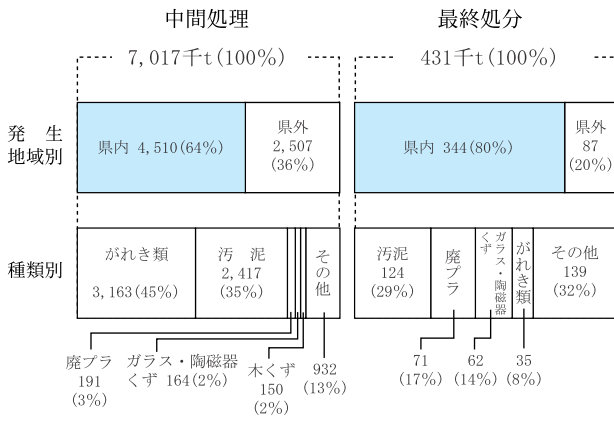 中間処理
最終処分
7,017千t(100%)
431千t(100%)
発 生
地域別
県内 4,510(64%)
県外
2,507
(36%)
県内 344(80%)
県外
87
(20%)
種類別
がれき類
3,163(45%)
汚 泥
2,417
(35%)
その他
汚泥
124
(29%)
廃プラ
ガラス・陶磁器
くず
がれき類
その他
139
(32%)
廃プラ
191
(3%)
ガラス・陶磁器
くず 164(2%)
木くず
150
(2%)
932
(13%)
71
(17%)
62
(14%)
35
(8%)